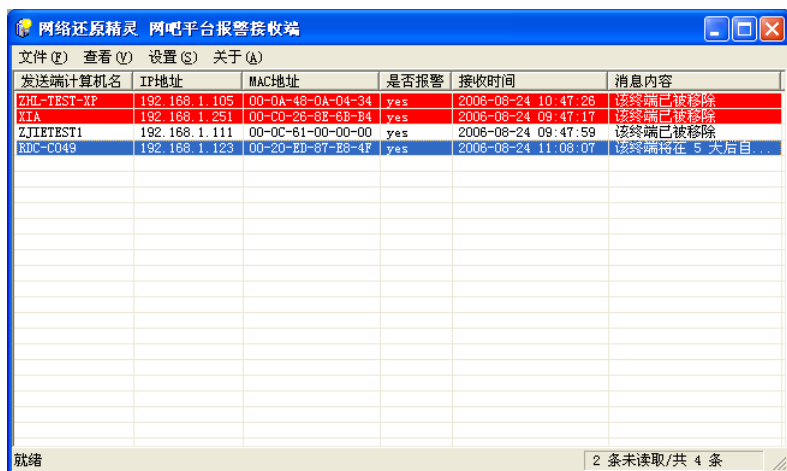 网络还原精灵 网吧平台报警接收端
文件(F) 查看(V) 设置(S) 关于(A)
发送端计算机名 IP地址 MAC地址 是否报警 接收时间 消息内容
ZHL-TEST-XP 192.168.1.105 00-0A-48-0A-04-34 yes 2006-08-24 10:47:26 该终端已被移除
XIA 192.168.1.251 00-C0-26-8E-6B-B4 yes 2006-08-24 09:47:17 该终端已被移除
ZJIETEST1 192.168.1.111 00-0C-61-00-00-00 yes 2006-08-24 09:47:59 该终端已被移除
RDC-C049 192.168.1.123 00-20-ED-87-E8-4F yes 2006-08-24 11:08:07 该终端将在 5 天后自...
就绪 2 条未读取/共 4 条